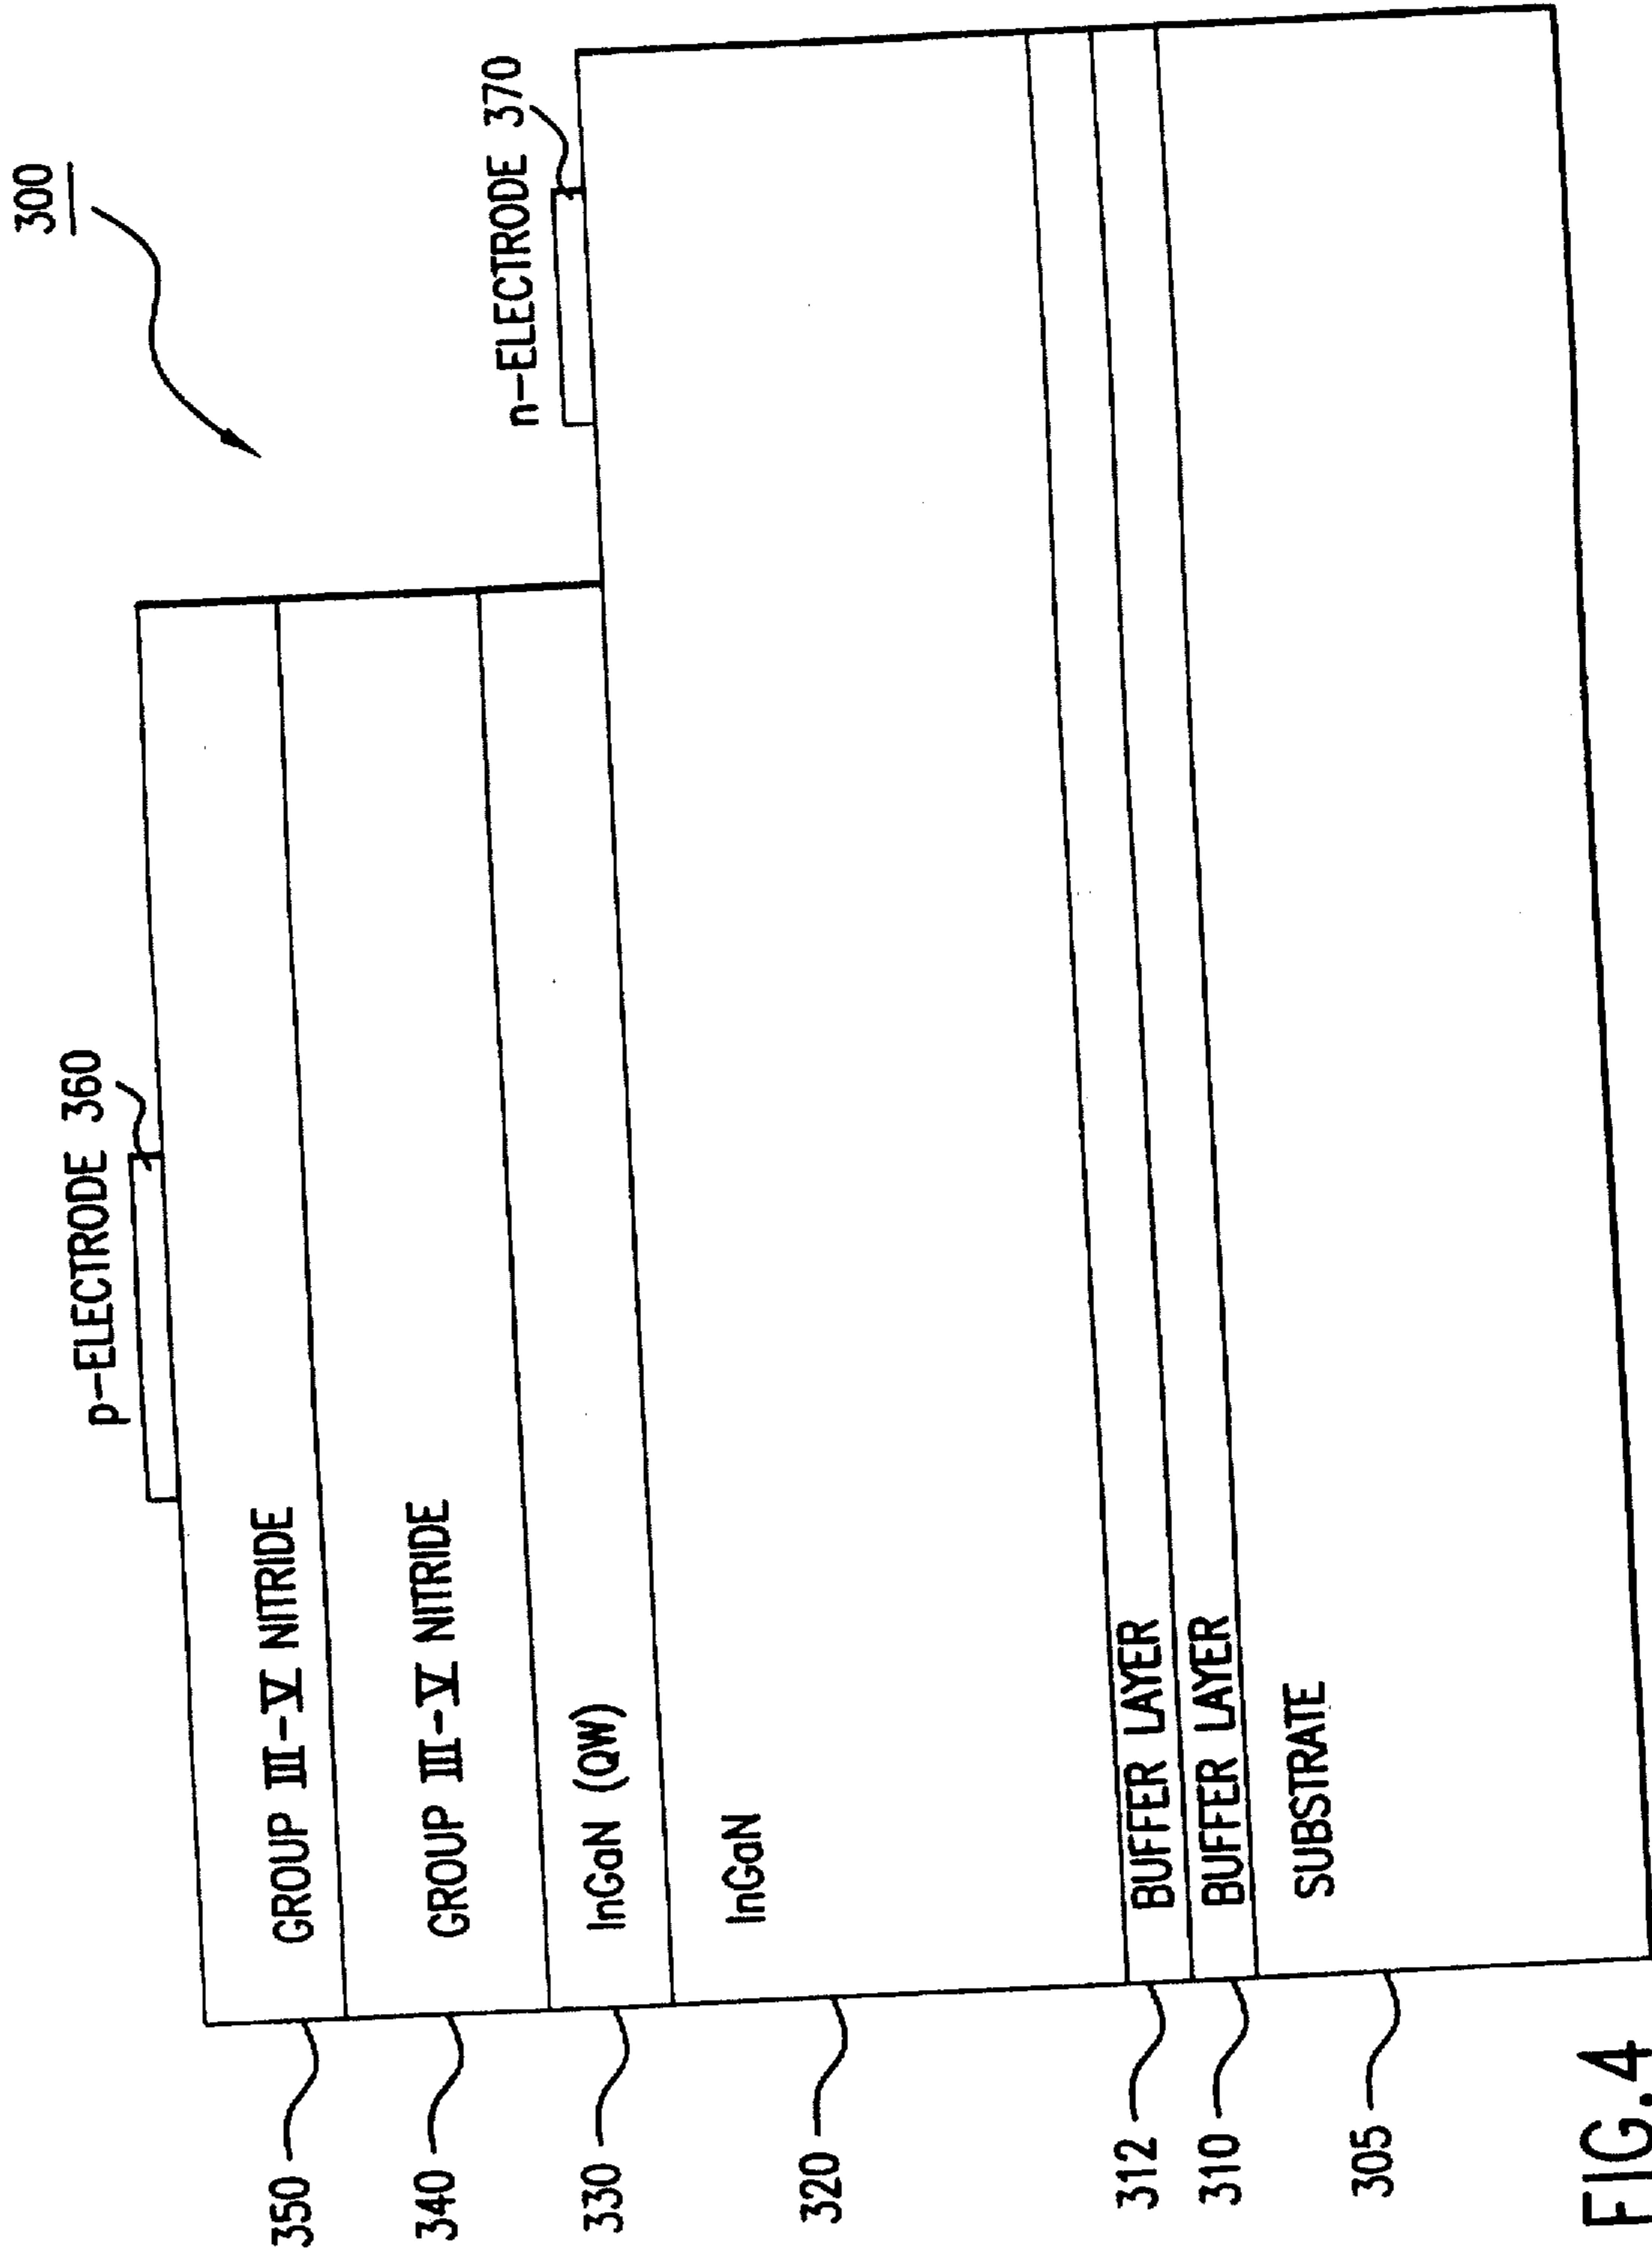 300
p-ELECTRODE 360
n-ELECTRODE 370
350
GROUP III-V NITRIDE
340
GROUP III-V NITRIDE
330
InGaN (QW)
320
InGaN
312
BUFFER LAYER
310
BUFFER LAYER
305
SUBSTRATE
FIG.4